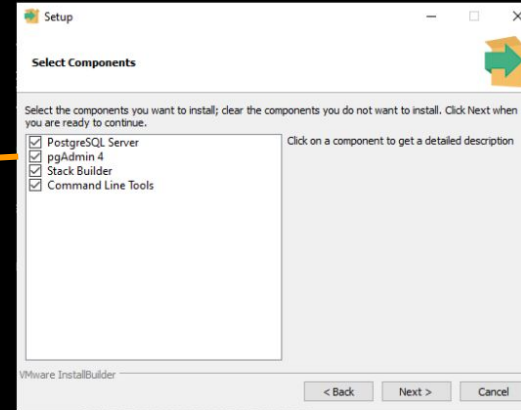 Setup
Select Components
Select the components you want to install; clear the components you do not want to install. Click Next when
you are ready to continue.
PostgreSQL Server
pgAdmin 4
Stack Builder
Command Line Tools
Click on a component to get a detailed description
VMware InstallBuilder
< Back
Next >
Cancel